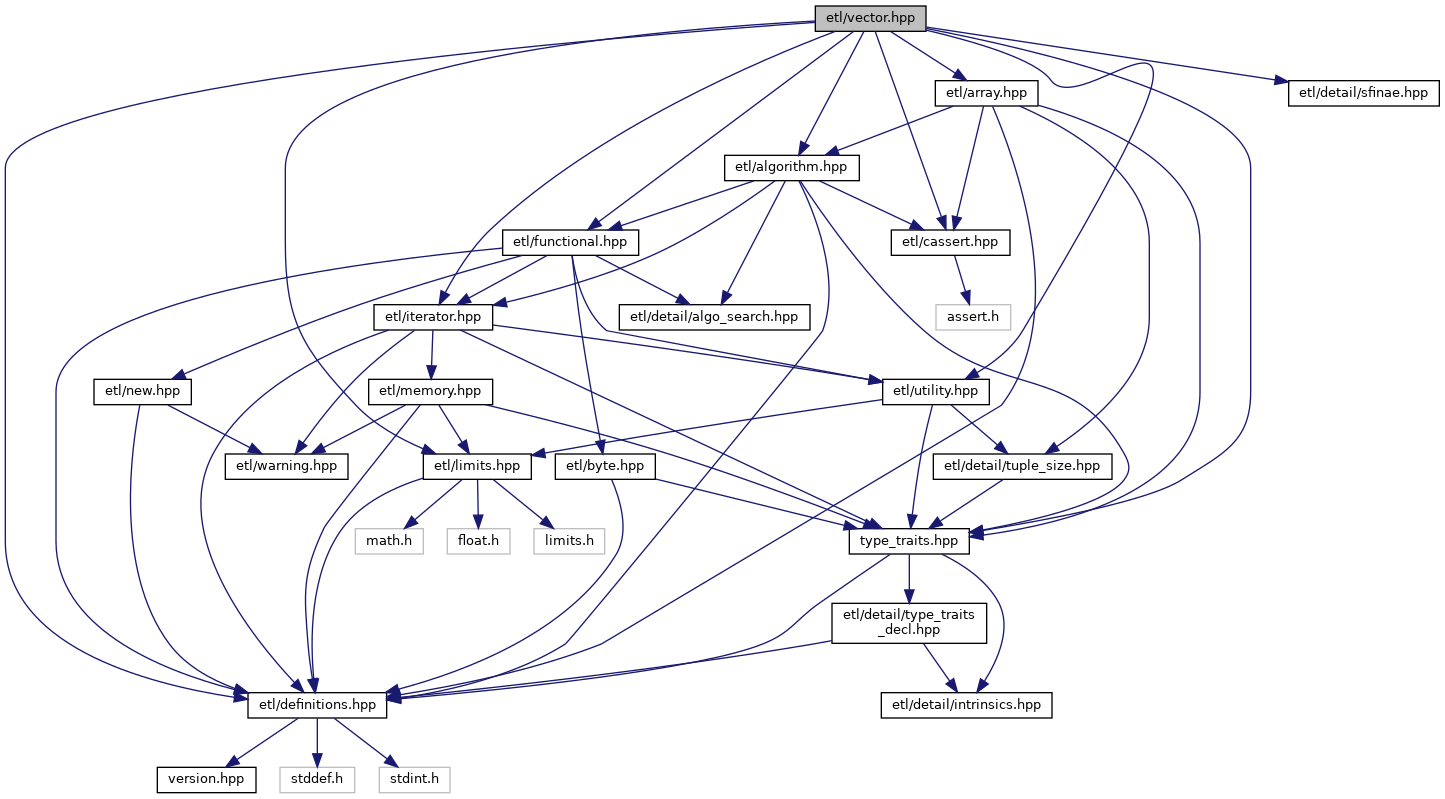 etl/vector.hpp
etl/array.hpp
etl/detail/sfinae.hpp
etl/algorithm.hpp
etl/functional.hpp
etl/cassert.hpp
etl/iterator.hpp
etl/detail/algo_search.hpp
assert.h
etl/new.hpp
etl/memory.hpp
etl/utility.hpp
etl/warning.hpp
etl/limits.hpp
etl/byte.hpp
etl/detail/tuple_size.hpp
math.h
float.h
limits.h
type_traits.hpp
etl/detail/type_traits
_decl.hpp
etl/definitions.hpp
etl/detail/intrinsics.hpp
version.hpp
stddef.h
stdint.h